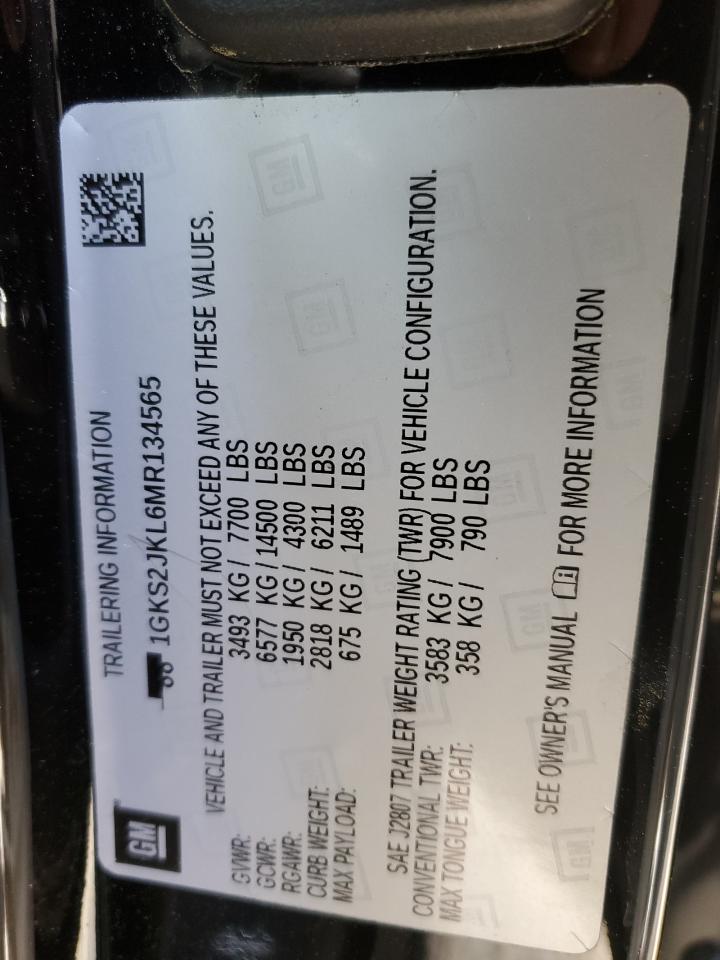 TRAILERING INFORMATION
GM 1GKS2JKL6MR134565
VEHICLE AND TRAILER MUST NOT EXCEED ANY OF THESE VALUES.
GVWR: 3493 KG / 7700 LBS
GCWR: 6577 KG / 14500 LBS
RGAWR: 1950 KG / 4300 LBS
CURB WEIGHT: 2818 KG / 6211 LBS
MAX PAYLOAD: 675 KG / 1489 LBS
SAE J2807 TRAILER WEIGHT RATING (TWR) FOR VEHICLE CONFIGURATION.
CONVENTIONAL TWR: 3583 KG / 7900 LBS
MAX TONGUE WEIGHT: 358 KG / 790 LBS
SEE OWNER'S MANUAL FOR MORE INFORMATION